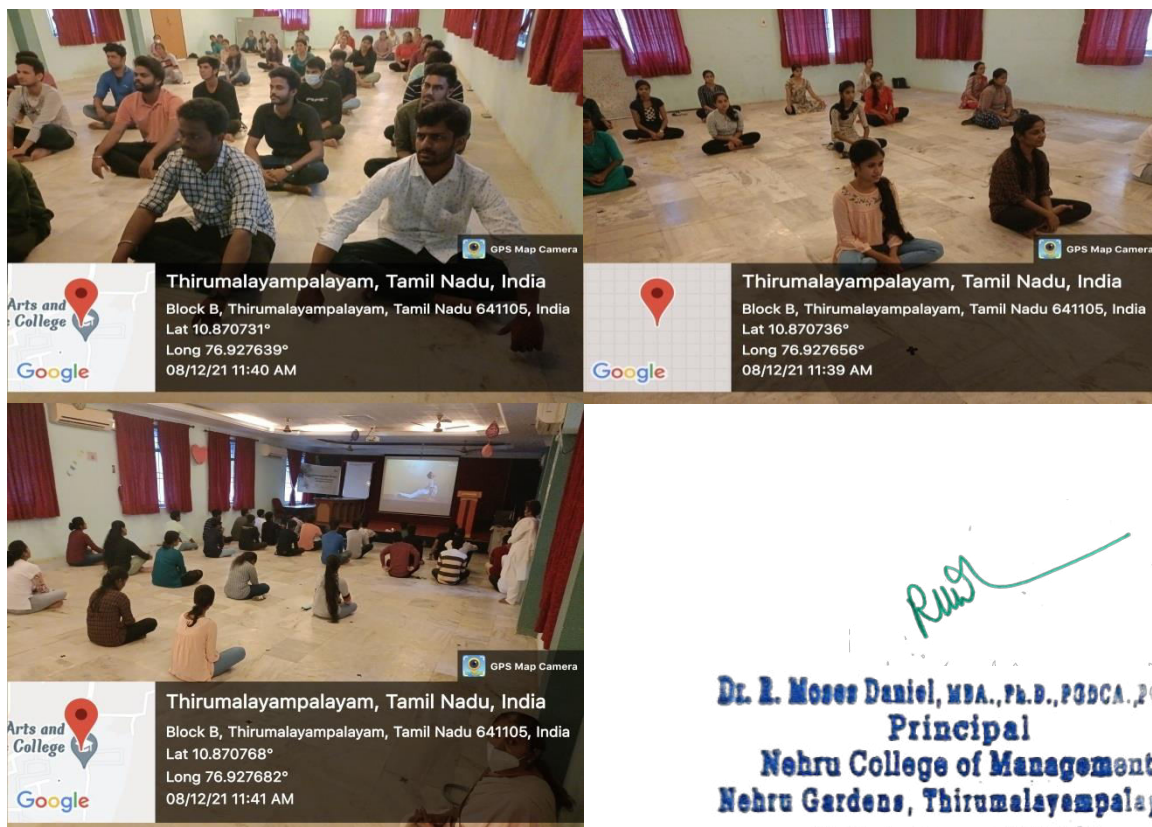 GPS Map Camera
Arts and
College
Google
Thirumalayampalayam, Tamil Nadu, India
Block B, Thirumalayampalayam, Tamil Nadu 641105, India
Lat 10.870731°
Long 76.927639°
08/12/21 11:40 AM
GPS Map Camera
Google
Thirumalayampalayam, Tamil Nadu, India
Block B, Thirumalayampalayam, Tamil Nadu 641105, India
Lat 10.870736°
Long 76.927656°
08/12/21 11:39 AM
GPS Map Camera
Arts and
College
Google
Thirumalayampalayam, Tamil Nadu, India
Block B, Thirumalayampalayam, Tamil Nadu 641105, India
Lat 10.870768°
Long 76.927682°
08/12/21 11:41 AM
Dr. R. Moses Daniel, MBA., Ph.D., PGDCA.,
Principal
Nehru College of Management
Nehru Gardens, Thirumalayampala